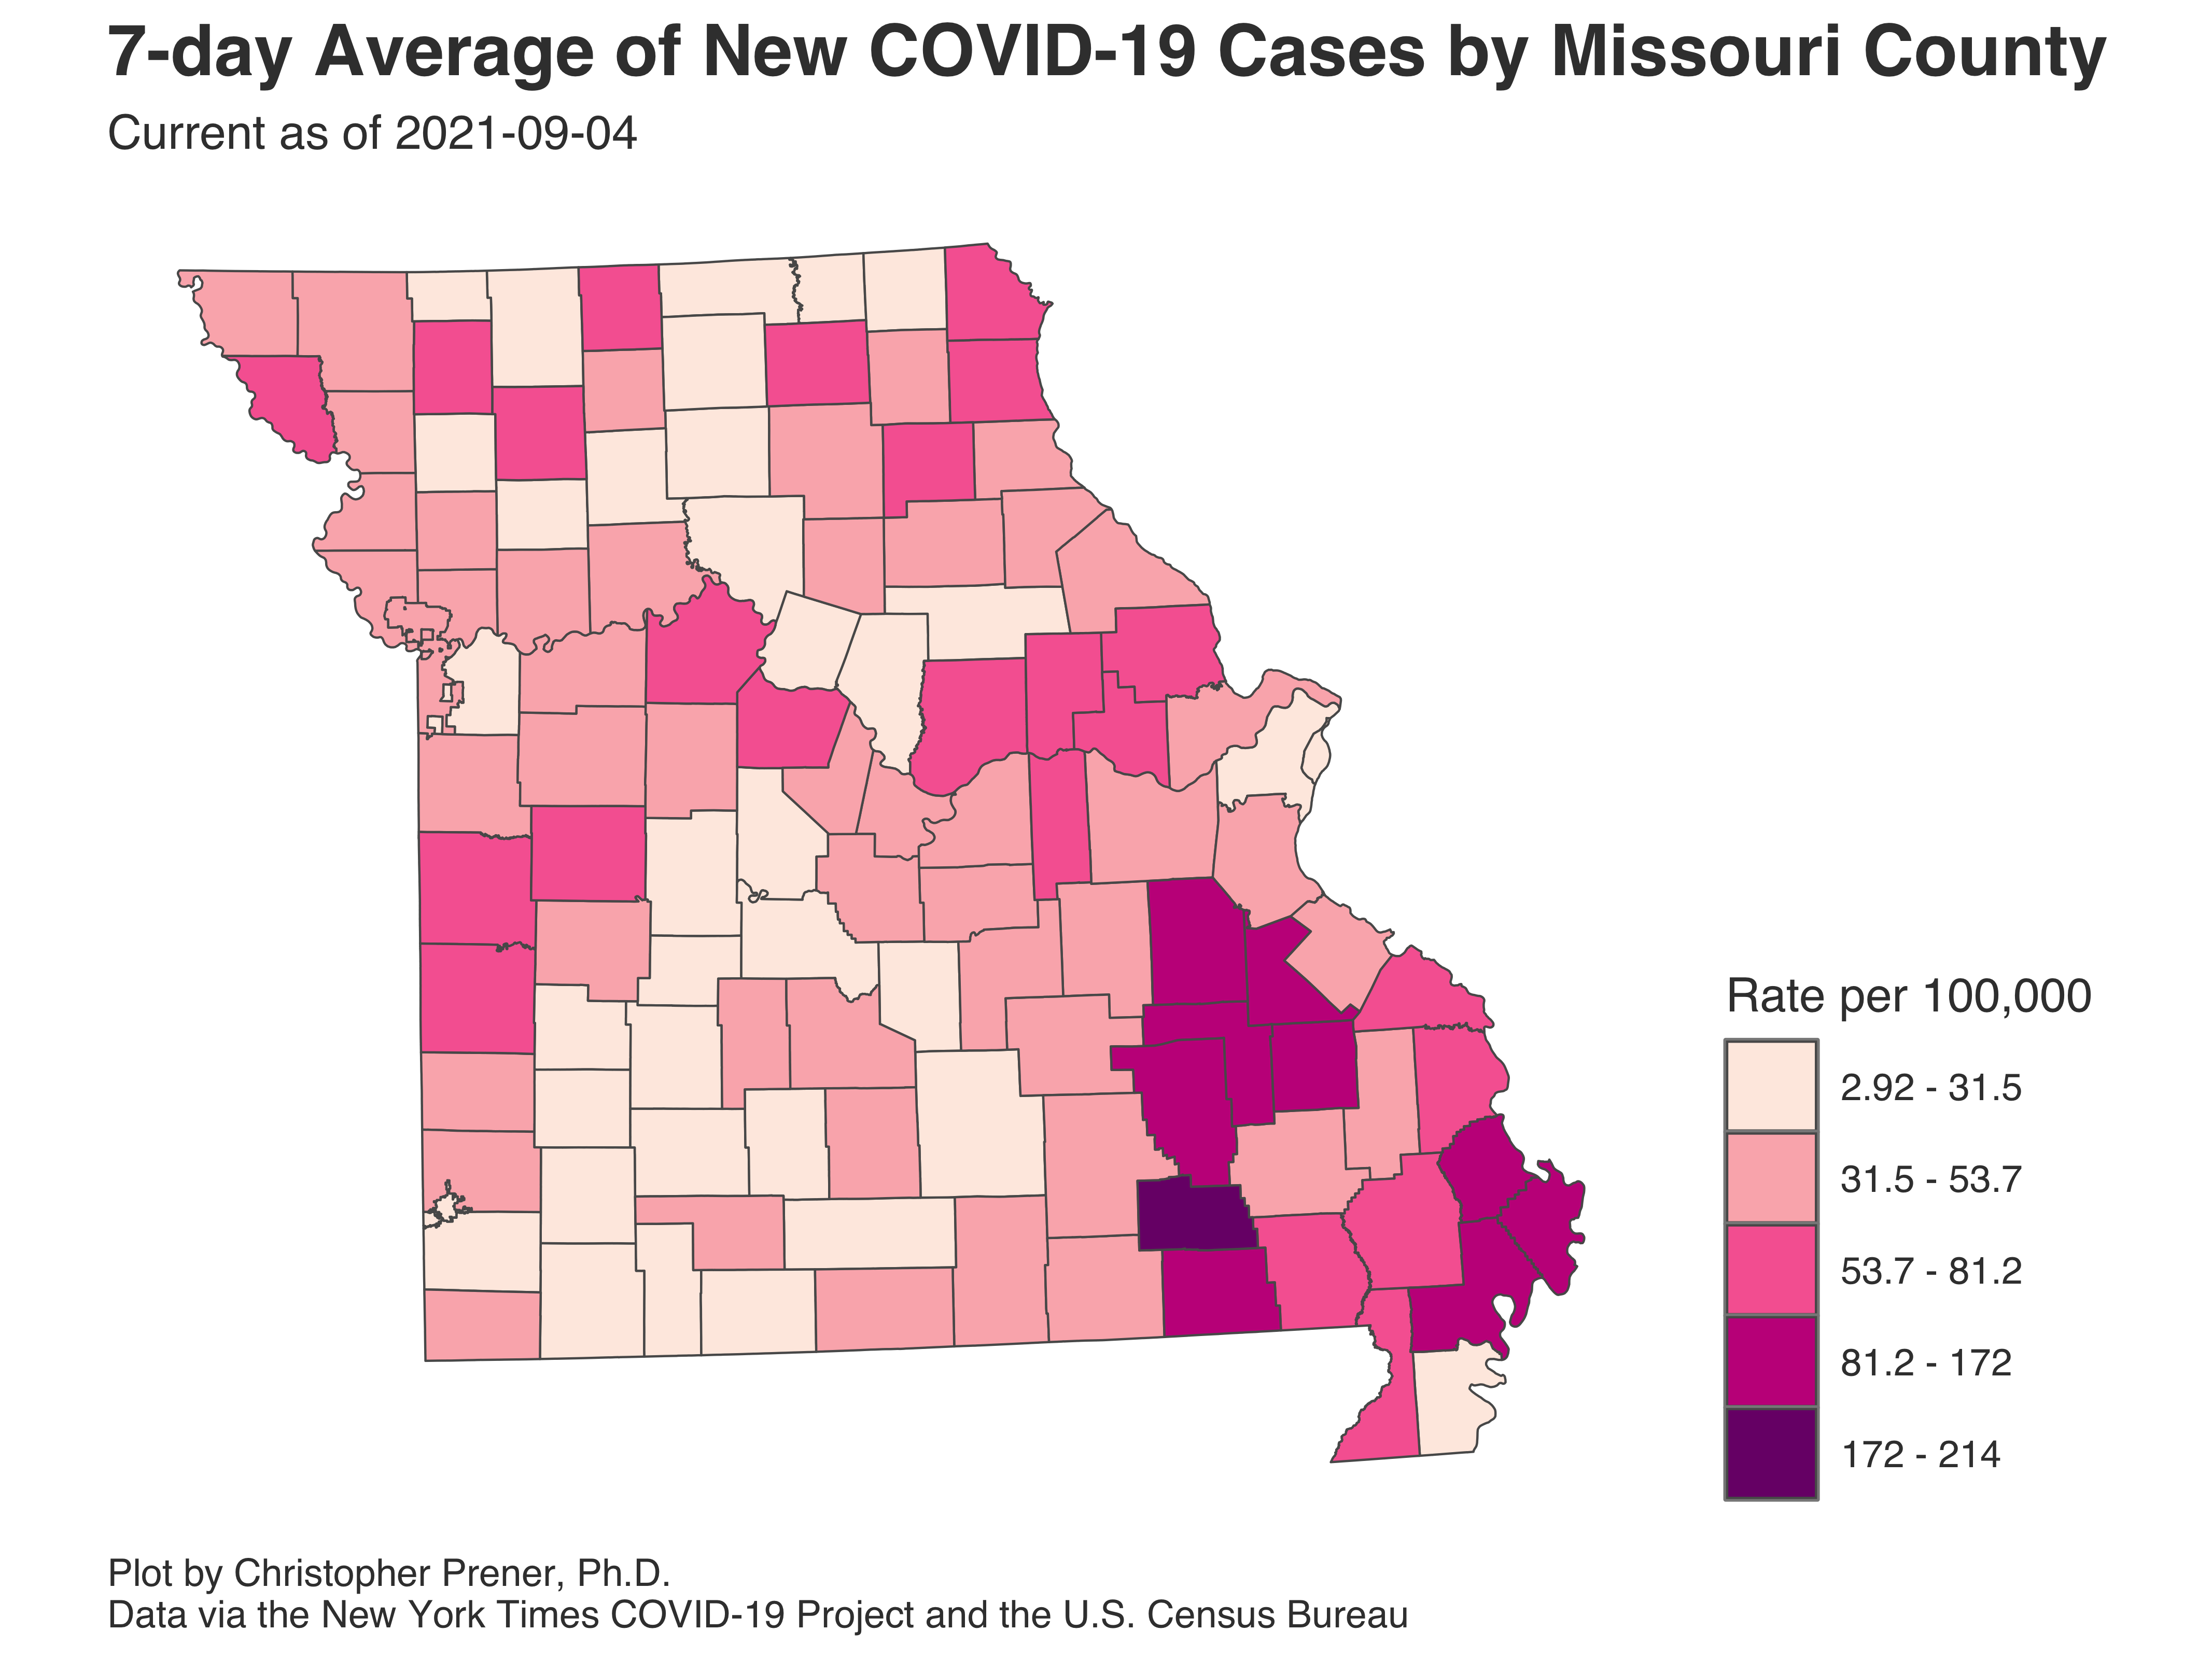 7-day Average of New COVID-19 Cases by Missouri County
Current as of 2021-09-04
Rate per 100,000
2.92 - 31.5
31.5 - 53.7
53.7 - 81.2
81.2 - 172
172 - 214
Plot by Christopher Prener, Ph.D.
Data via the New York Times COVID-19 Project and the U.S. Census Bureau